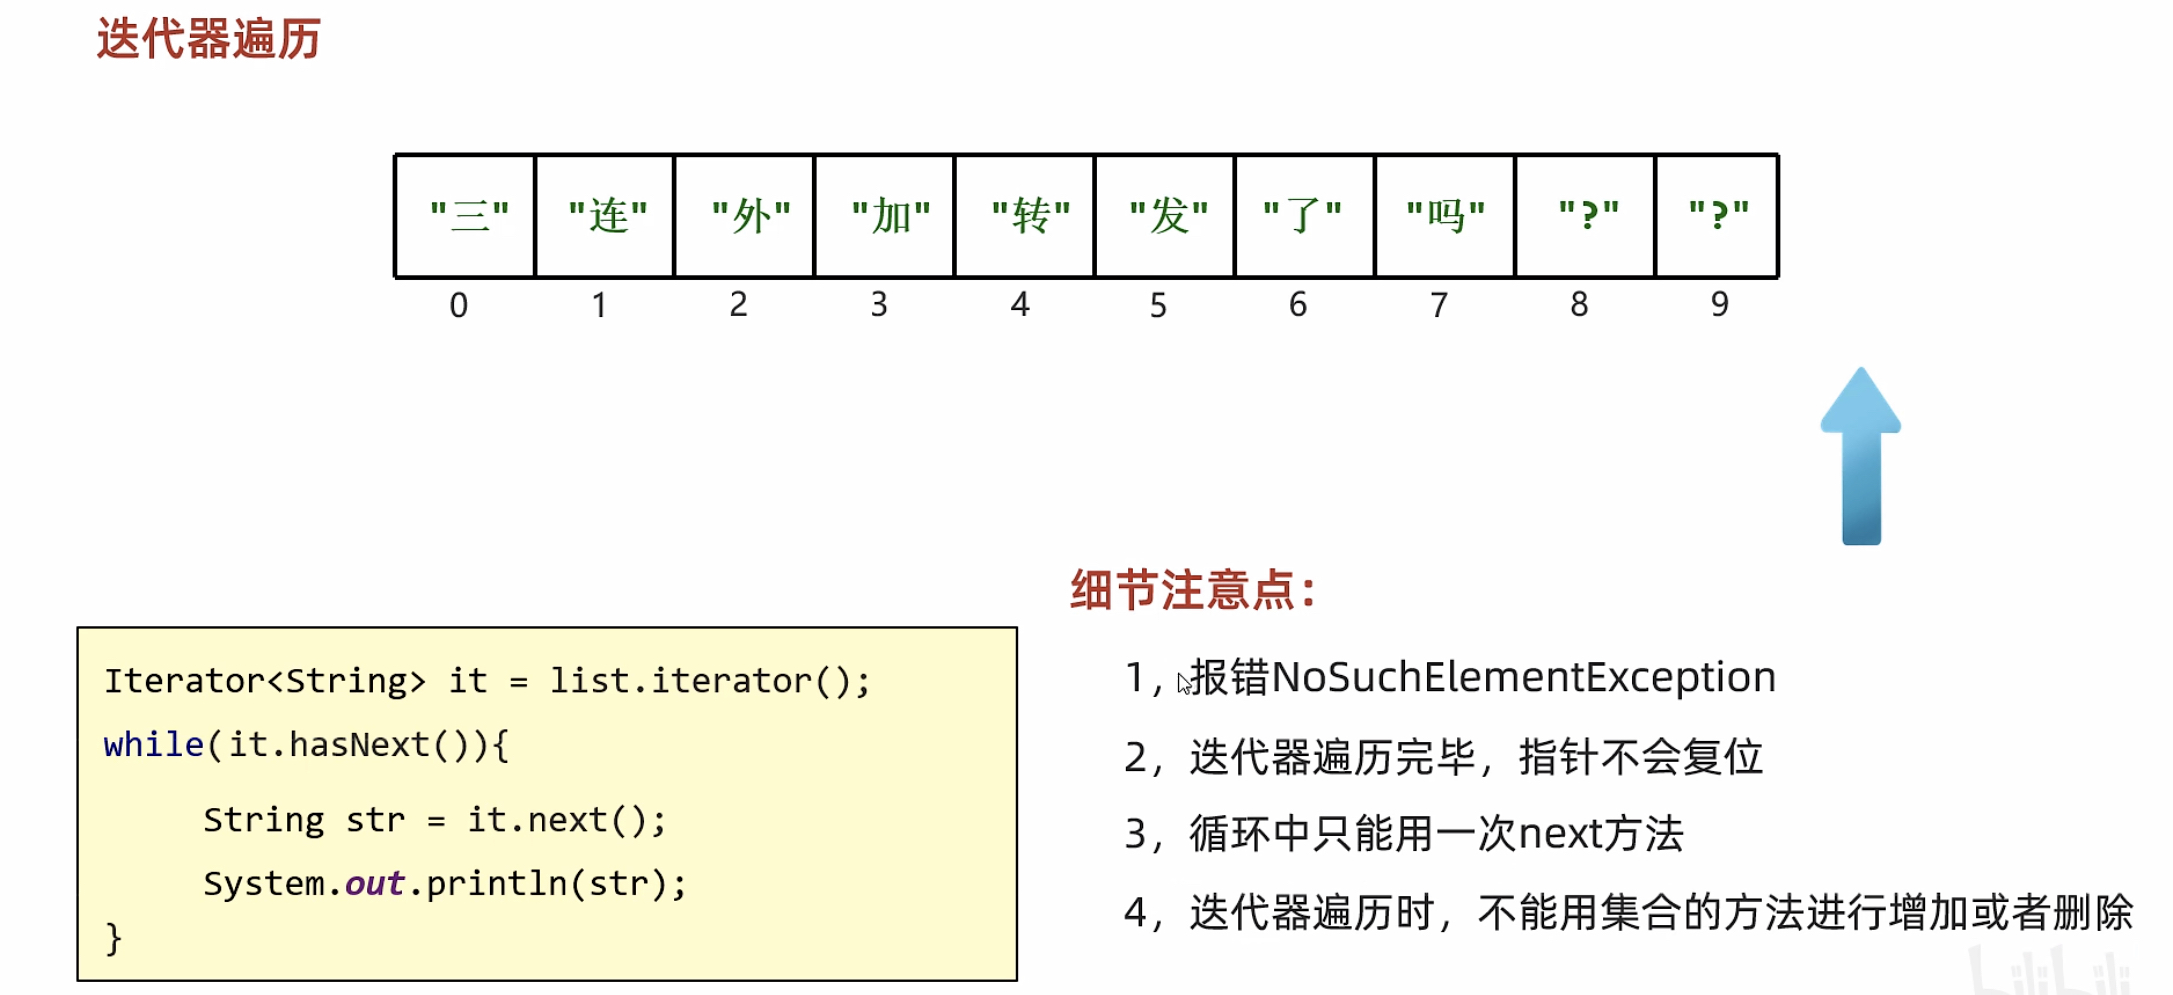 迭代器遍历
"三" "连" "外" "加" "转" "发" "了" "吗" "?" "?"
0 1 2 3 4 5 6 7 8 9
Iterator<String> it = list.iterator();
while(it.hasNext()){
String str = it.next();
System.out.println(str);
}
细节注意点：
1，报错NoSuchElementException
2，迭代器遍历完毕，指针不会复位
3，循环中只能用一次next方法
4，迭代器遍历时，不能用集合的方法进行增加或者删除
bilibili